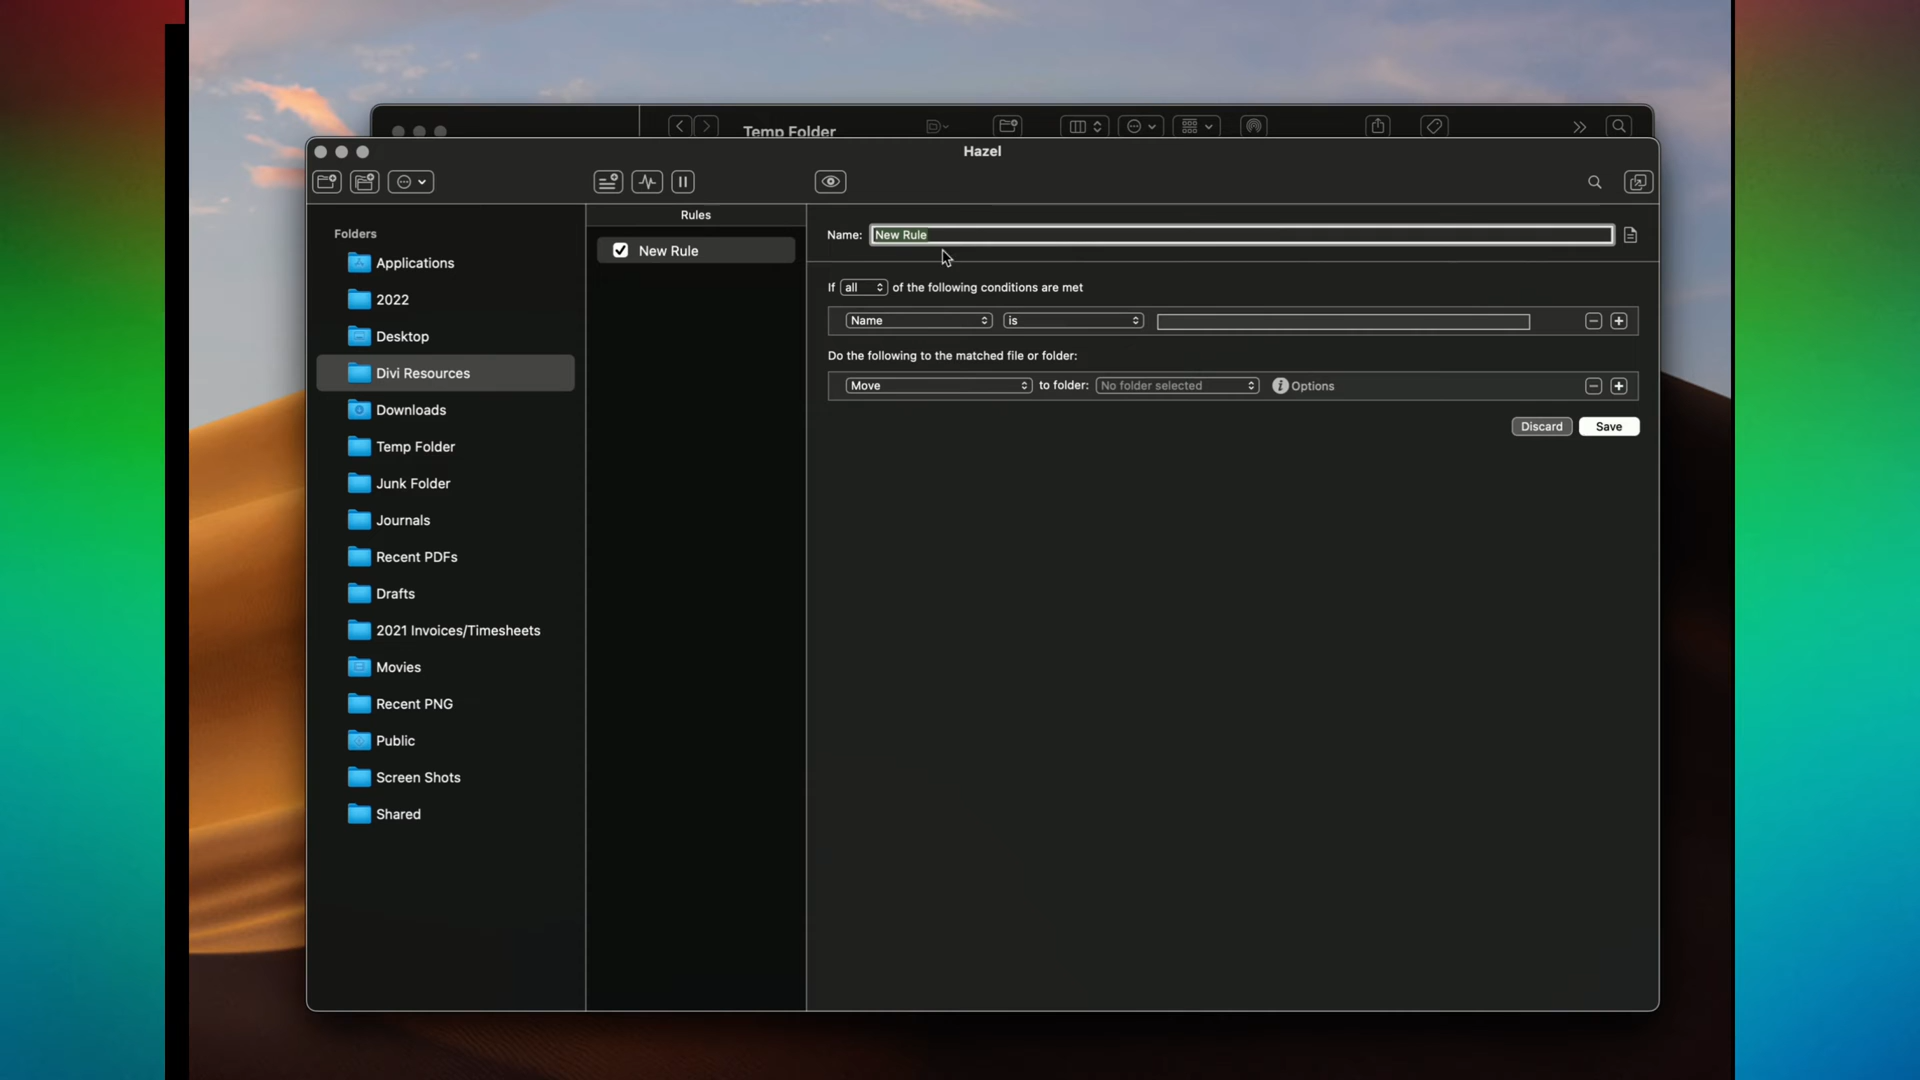 Temp Folder
Hazel
Rules
Folders
Applications
2022
Desktop
Divi Resources
Downloads
Temp Folder
Junk Folder
Journals
Recent PDFs
Drafts
2021 Invoices/Timesheets
Movies
Recent PNG
Public
Screen Shots
Shared
New Rule
Name: New Rule
If all of the following conditions are met
Name is
Do the following to the matched file or folder:
Move to folder: No folder selected Options
Discard Save